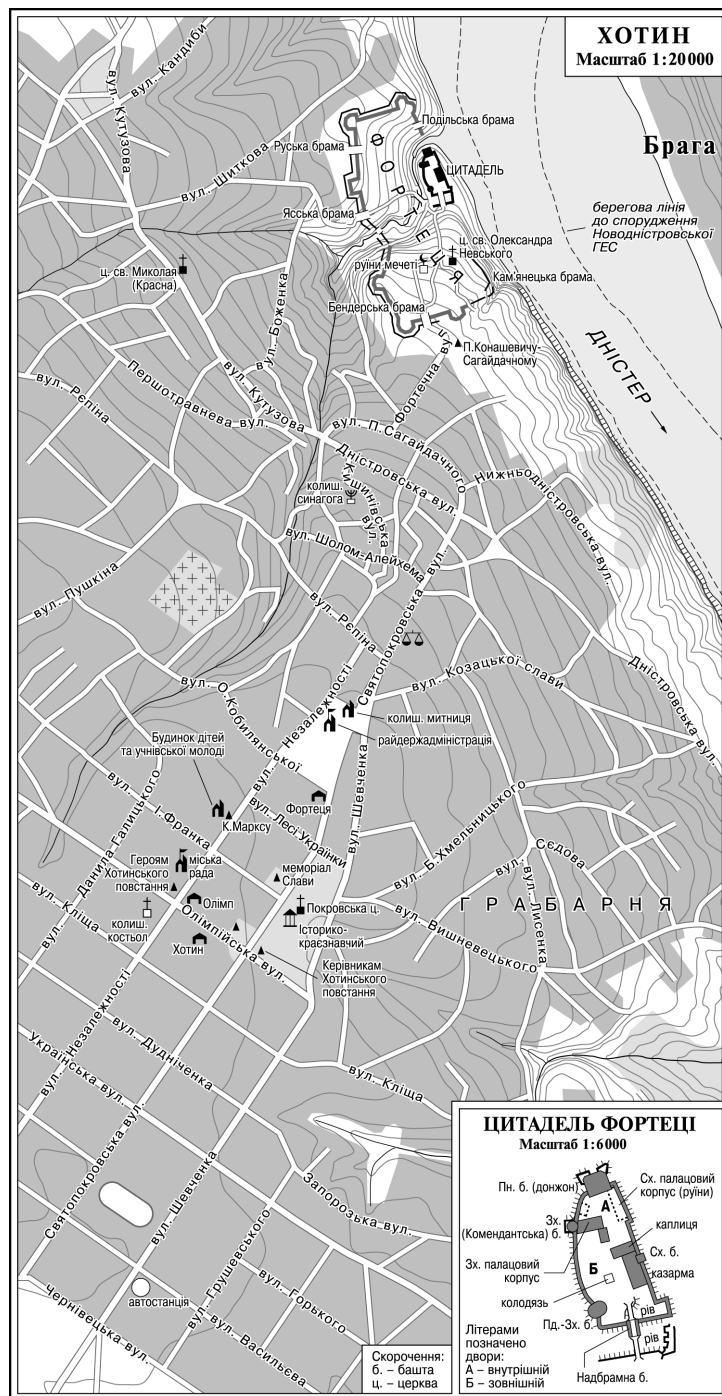 ХОТИН
Масштаб 1:20000
вул. Кандиби
вул. Кутузова
Подільська брама
Руська брама
ФОРТЕЦЯ
Брага
вул. Шиткова
ЦИТАДЕЛЬ
Ясська брама
берегова лінія
до спорудження
Новодністровської
ГЕС
ц. св. Миколая
(Красна)
ц. св. Олександра
Невського
руїни мечеті
Кам'янецька брама
вул. Боженка
Бендерська брама
П.Конашевичу-
Сагайдачному
ДНІСТЕР
Фортечна вул.
вул. Рєпіна
Першотравнева вул.
вул. Кутузова
вул. П.Сагайдачного
Дністровська вул.
Нижньодністровська вул.
колиш.
синагога
Кишинівська
вул.
вул. Шолом-Алейхема
вул. Пушкіна
вул. Рєпіна
Святопокровська вул.
вул. Козацької слави
Дністровська вул.
вул. О.Кобилянської
вул. Незалежності
колиш. митниця
райдержадміністрація
Будинок дітей
та учнівської молоді
вул. Данила Галицького
вул. І.Франка
К.Марксу
Фортеця
вул. Лесі Українки
вул. Шевченка
вул. Б.Хмельницького
Сєдова
Героям
Хотинського
повстання
міська
рада
меморіал
Слави
вул. Лисенка
ГРАБАРНЯ
вул. Кліща
колиш.
костьол
Олімп
Хотин
Олімпійська вул.
Покровська ц.
Історико-
краєзнавчий
вул. Вишневецького
Керівникам
Хотинського
повстання
вул. Незалежності
вул. Дудніченка
Українська вул.
вул. Кліща
Святопокровська вул.
вул. Шевченка
Запорозька вул.
вул. Грушевського
вул. Горького
автостанція
Чернівецька вул.
вул. Васильєва
Скорочення:
б. – башта
ц. – церква
ЦИТАДЕЛЬ ФОРТЕЦІ
Масштаб 1:6000
Пн. б. (донжон)
Сх. палацовий
корпус (руїни)
А
Зх.
(Комендантська) б.
каплиця
Зх. палацовий
корпус
Б
Сх. б.
казарма
колодязь
рів
Пд.-Зх. б.
рів
Надбрамна б.
Літерами
позначено
двори:
А – внутрішній
Б – зовнішній